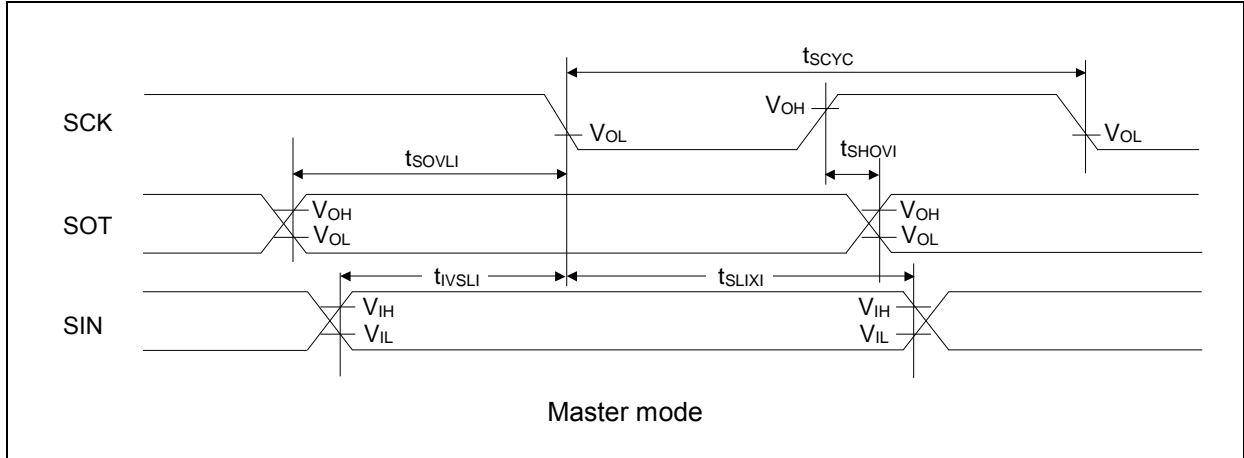 tSCYC
SCK
VOH
VOL
VOL
tSHOVI
tSOVLI
SOT
VOH
VOL
VOH
VOL
tIVSLI
tSLIXI
SIN
VIH
VIL
VIH
VIL
Master mode